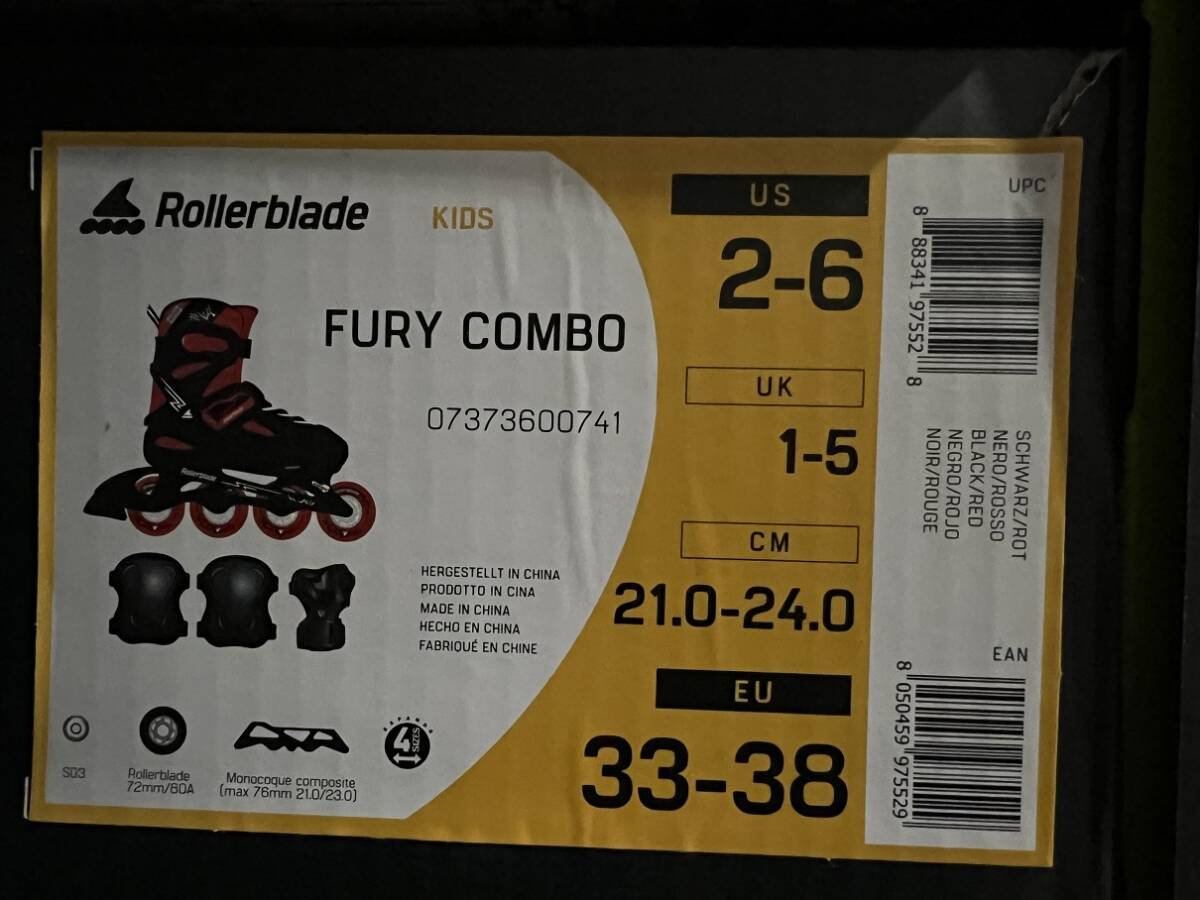 Rollerblade
KIDS
FURY COMBO
07373600741
HERGESTELLT IN CHINA
PRODOTTO IN CINA
MADE IN CHINA
HECHO EN CHINA
FABRIQUÉ EN CHINE
SG3
Rollerblade
72mm/80A
Monocoque composite
(max 76mm 21.0/23.0)
4
SIZES
US
2-6
UK
1-5
CM
21.0-24.0
EU
33-38
UPC
8 88341 97552 8
SCHWARZ/ROT
NERO/ROSSO
BLACK/RED
NEGRO/ROJO
NOIR/ROUGE
EAN
8 050459 975529
Rollerblade